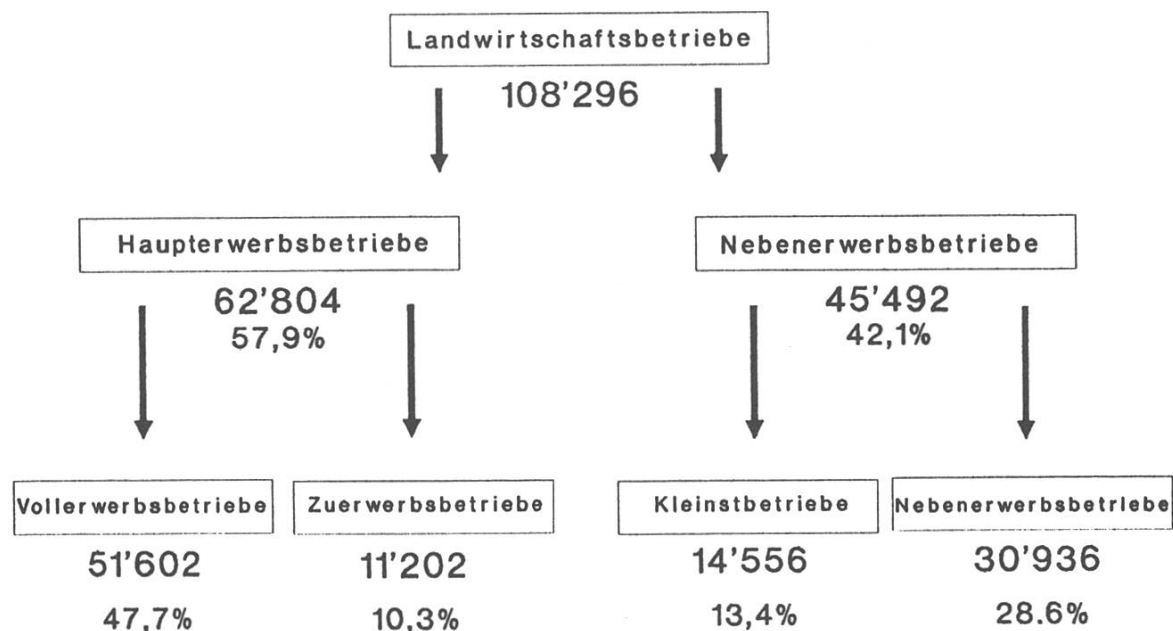 Landwirtschaftsbetriebe
108'296
Haupterwerbsbetriebe
62'804
57,9%
Nebenerwerbsbetriebe
45'492
42,1%
Vollerwerbsbetriebe
51'602
47,7%
Zuerwerbsbetriebe
11'202
10,3%
Kleinstbetriebe
14'556
13,4%
Nebenerwerbsbetriebe
30'936
28.6%